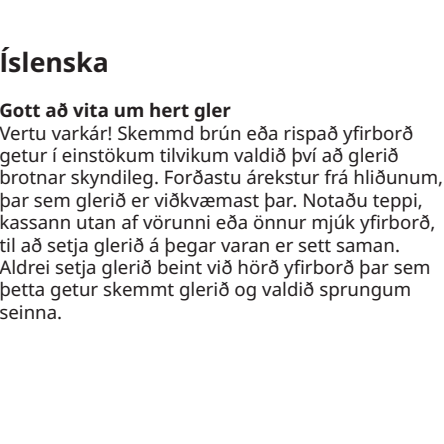 Íslenska
Gott að vita um hert gler
Vertu varkár! Skemmd brún eða rispað yfirborð
getur í einstökum tilvikum valdið því að glerið
brotnar skyndileg. Forðastu árekstur frá hliðunum,
þar sem glerið er viðkvæmast þar. Notaðu teppi,
kassann utan af vörunni eða önnur mjúk yfirborð,
til að setja glerið á þegar varan er sett saman.
Aldrei setja glerið beint við hörð yfirborð þar sem
þetta getur skemmt glerið og valdið sprungum
seinna.